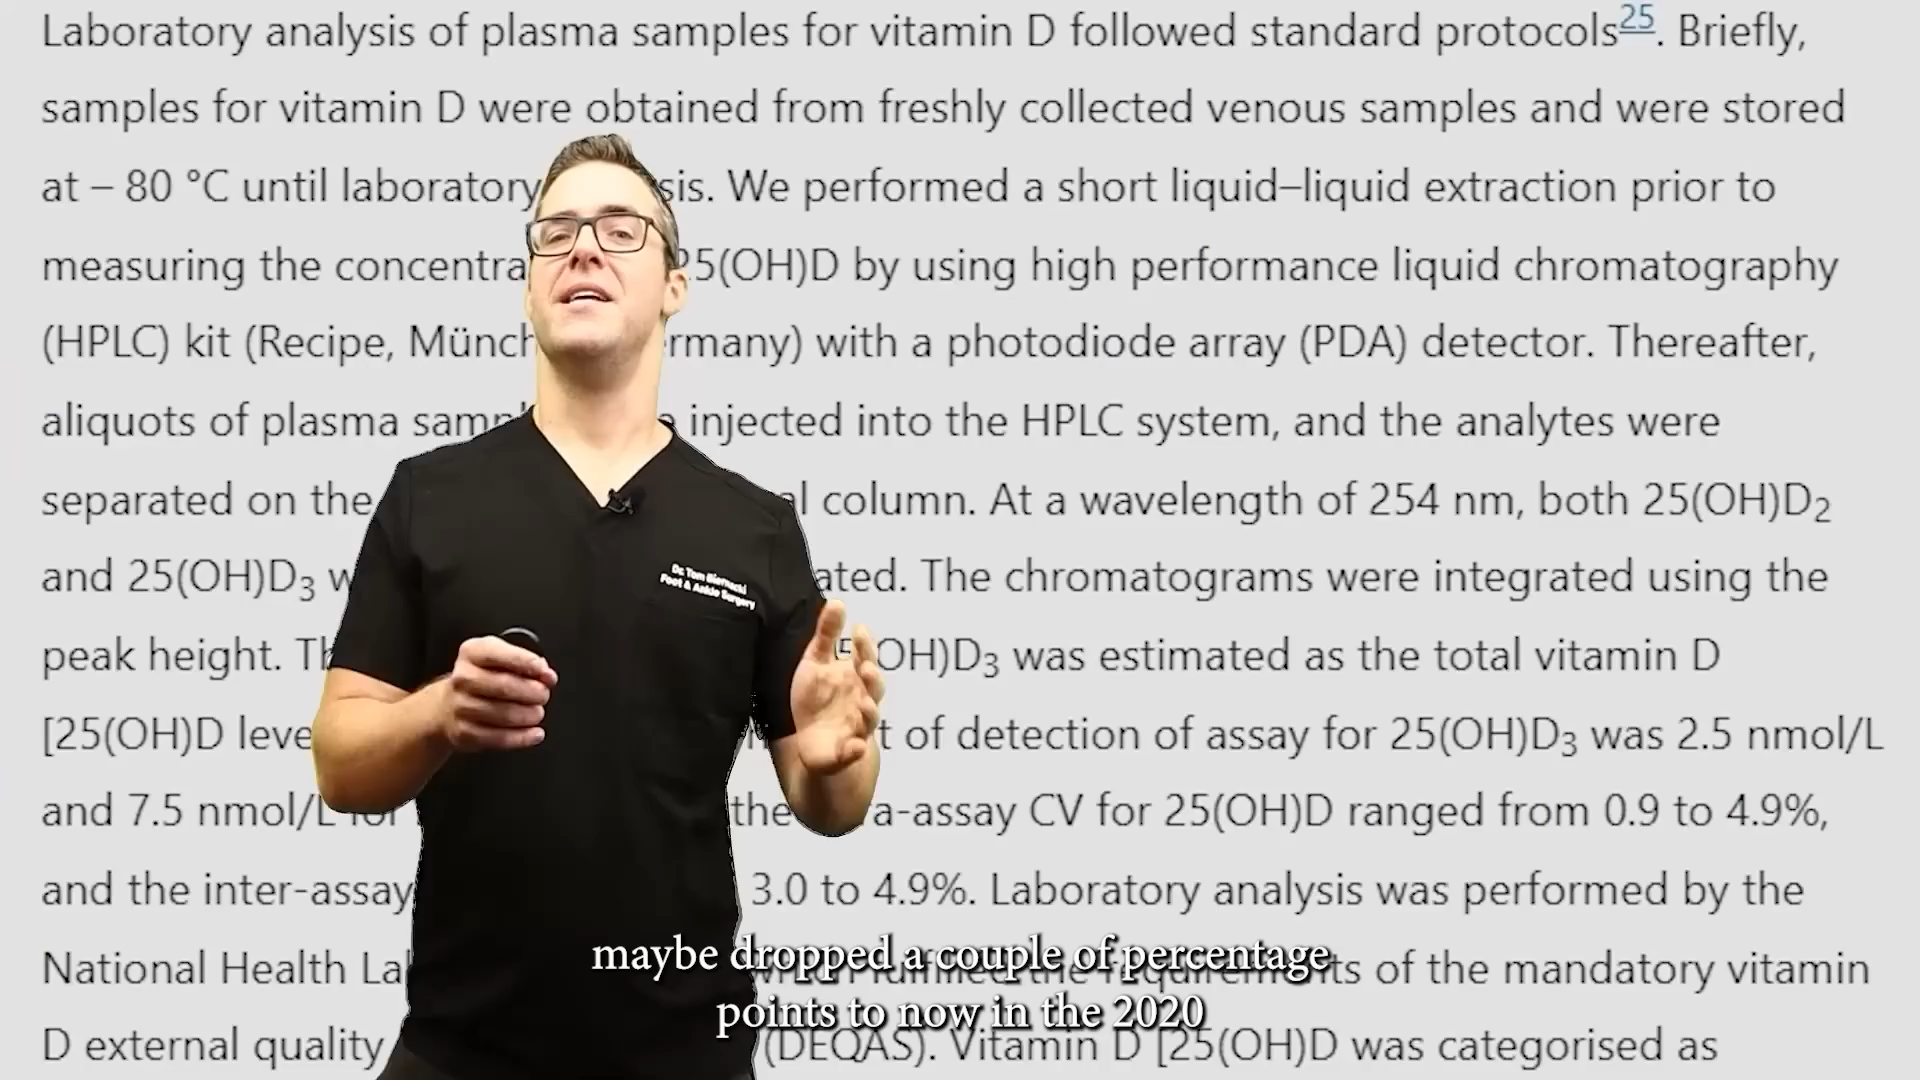 Laboratory analysis of plasma samples for vitamin D followed standard protocols25. Briefly,
samples for vitamin D were obtained from freshly collected venous samples and were stored
at – 80 °C until laboratory sis. We performed a short liquid–liquid extraction prior to
measuring the concentra 25(OH)D by using high performance liquid chromatography
(HPLC) kit (Recipe, Münch rmany) with a photodiode array (PDA) detector. Thereafter,
aliquots of plasma samp injected into the HPLC system, and the analytes were
separated on the al column. At a wavelength of 254 nm, both 25(OH)D2
and 25(OH)D3 w ated. The chromatograms were integrated using the
peak height. Th 5(OH)D3 was estimated as the total vitamin D
[25(OH)D leve t of detection of assay for 25(OH)D3 was 2.5 nmol/L
and 7.5 nmol/L for the a-assay CV for 25(OH)D ranged from 0.9 to 4.9%,
and the inter-assay 3.0 to 4.9%. Laboratory analysis was performed by the
National Health La fulfilled the requirements of the mandatory vitamin
D external quality (DEQAS). Vitamin D [25(OH)D was categorised as
Dr. Tom Biernacki
Foot & Ankle Surgery
maybe dropped a couple of percentage
points to now in the 2020